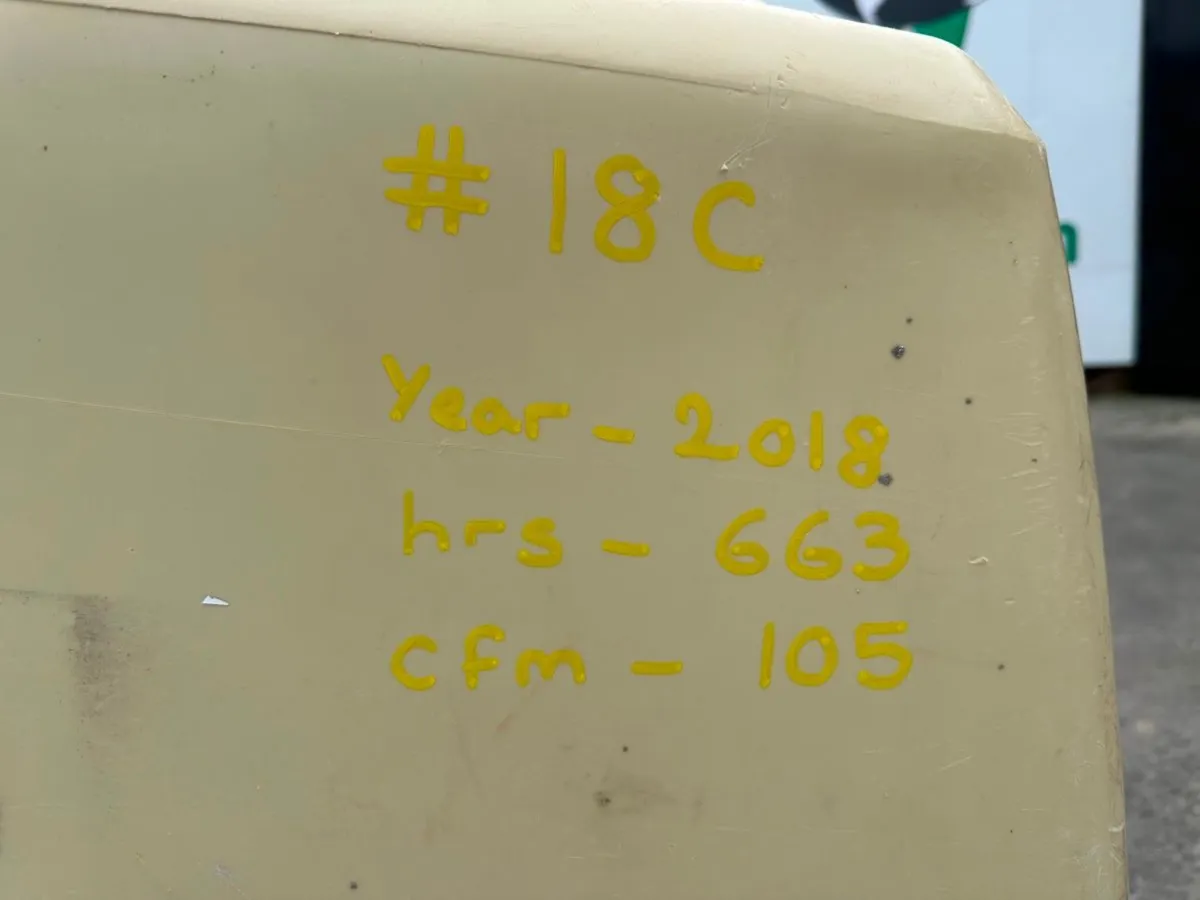 # 18C
Year - 2018
hrs - 663
cfm - 105